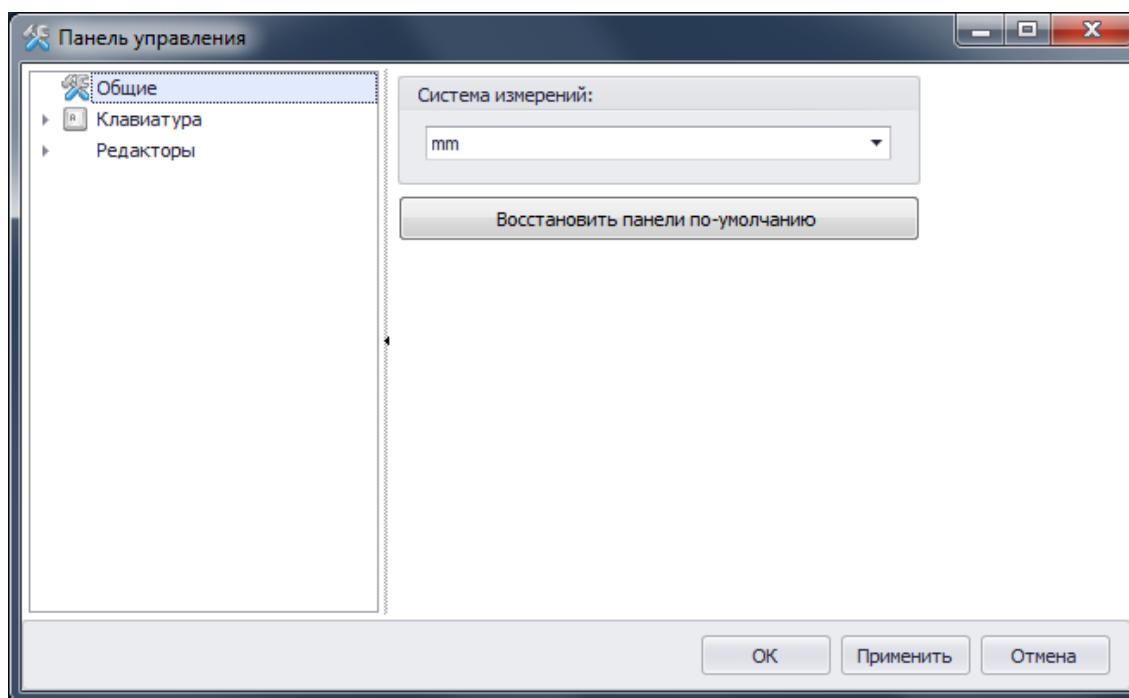 Панель управления
Общие
Клавиатура
Редакторы
Система измерений:
mm
Восстановить панели по-умолчанию
OK
Применить
Отмена